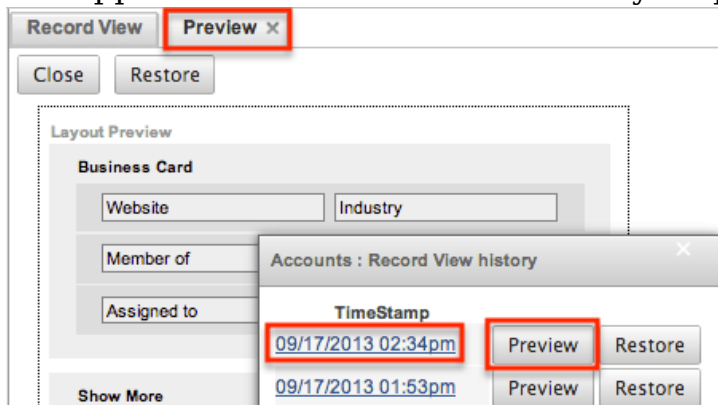 Record View Preview ×
Close Restore
Layout Preview
Business Card
Website Industry
Member of
Accounts : Record View history
Assigned to
TimeStamp
09/17/2013 02:34pm Preview Restore
09/17/2013 01:53pm Preview Restore
Show More